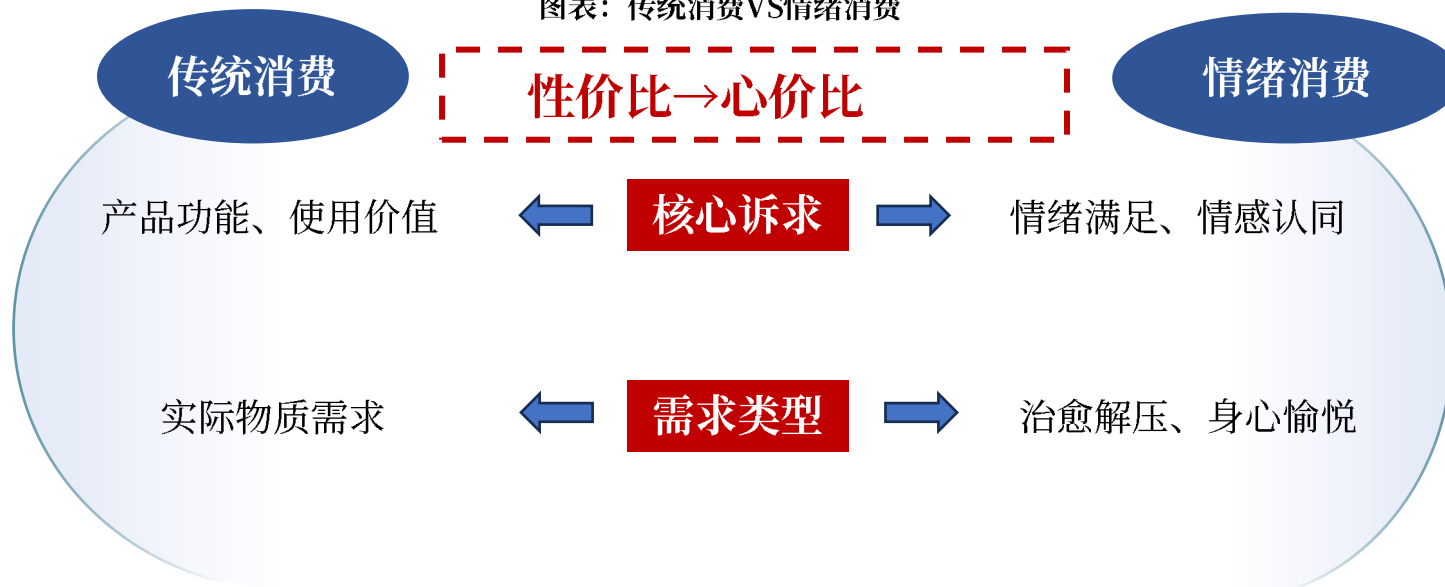 图表：传统消费VS情绪消费
传统消费
性价比→心价比
情绪消费
产品功能、使用价值
核心诉求
情绪满足、情感认同
实际物质需求
需求类型
治愈解压、身心愉悦